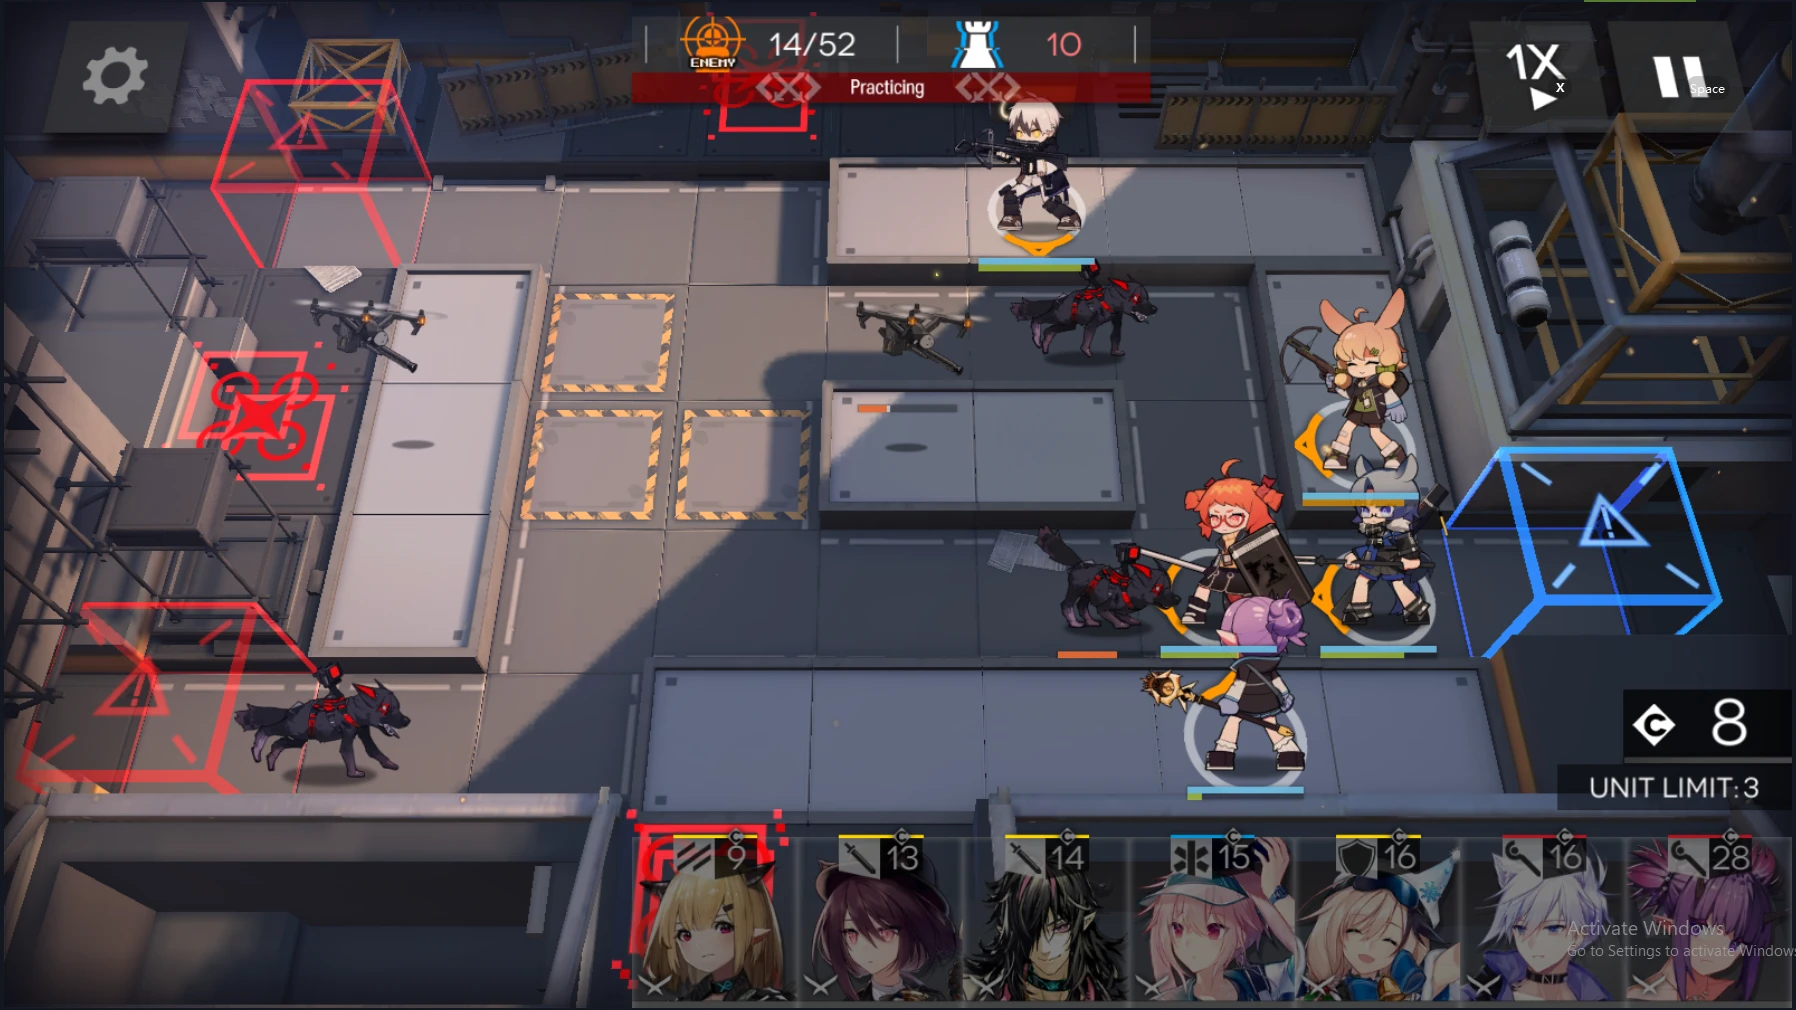 ENEMY
14/52
10
Practicing
1X
X
Space
8
UNIT LIMIT:3
9
13
14
15
16
16
28
Activate Windows
Go to Settings to activate Windows